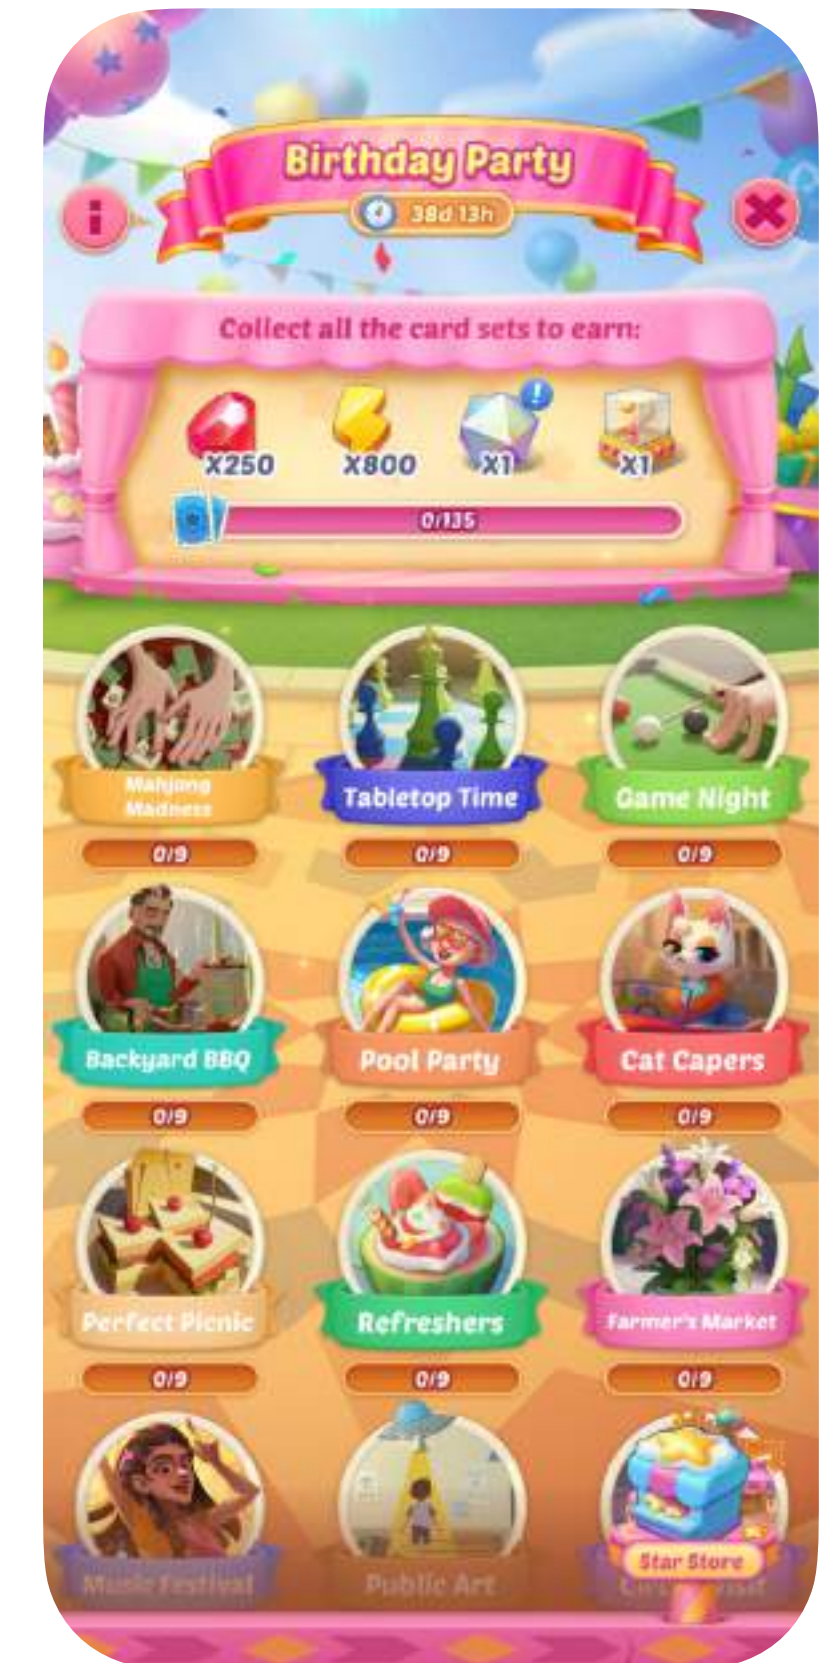 Birthday Party
38d 13h
Collect all the card sets to earn:
X250
X800
X1
X1
0/135
Mahjong
Madness
Tabletop Time
Game Night
0/9
0/9
0/9
Backyard BBQ
Pool Party
Cat Capers
0/9
0/9
0/9
Perfect Picnic
Refreshers
Farmer's Market
0/9
0/9
0/9
Music Festival
Public Art
Star Store